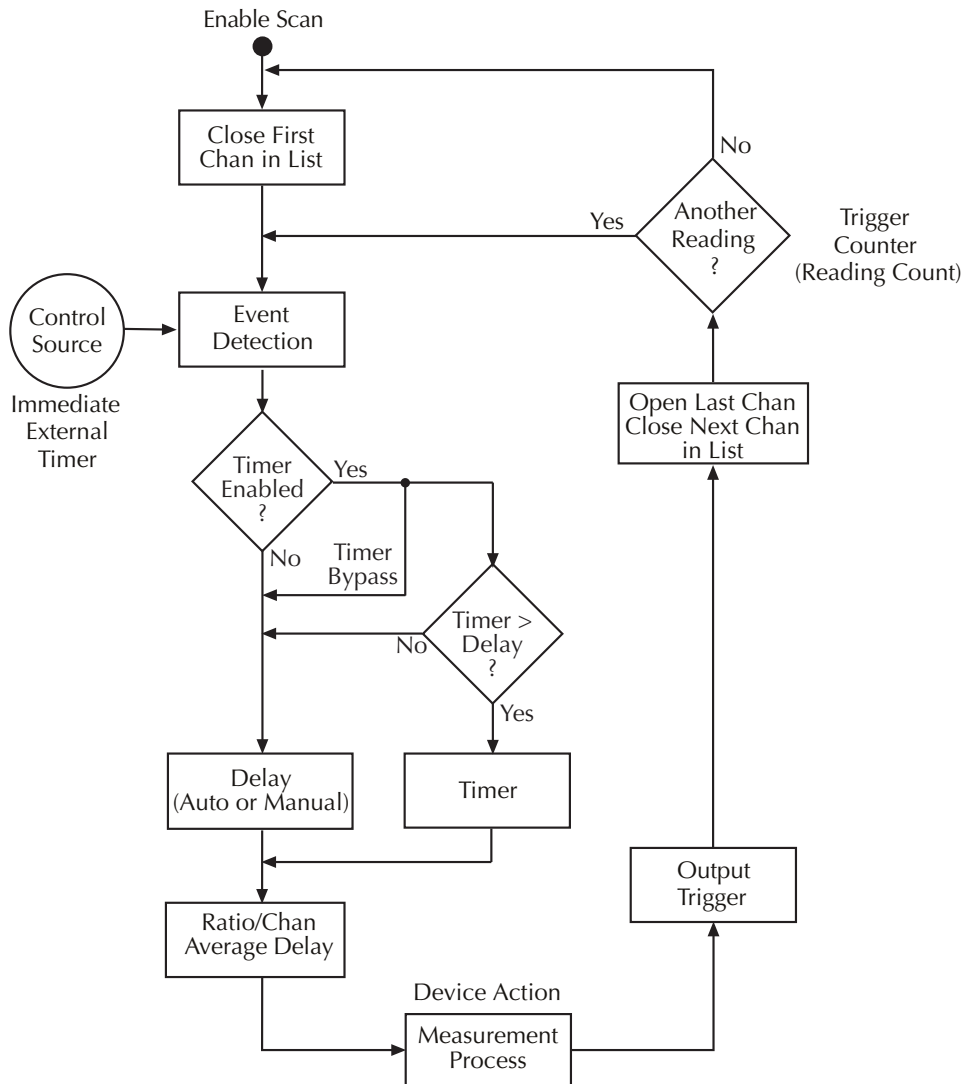 Enable Scan
Close First
Chan in List
No
Yes
Another
Reading
?
Trigger
Counter
(Reading Count)
Control
Source
Event
Detection
Immediate
External
Timer
Open Last Chan
Close Next Chan
in List
Timer
Enabled
?
Yes
No
Timer
Bypass
Timer >
Delay
?
No
Yes
Delay
(Auto or Manual)
Timer
Output
Trigger
Ratio/Chan
Average Delay
Device Action
Measurement
Process